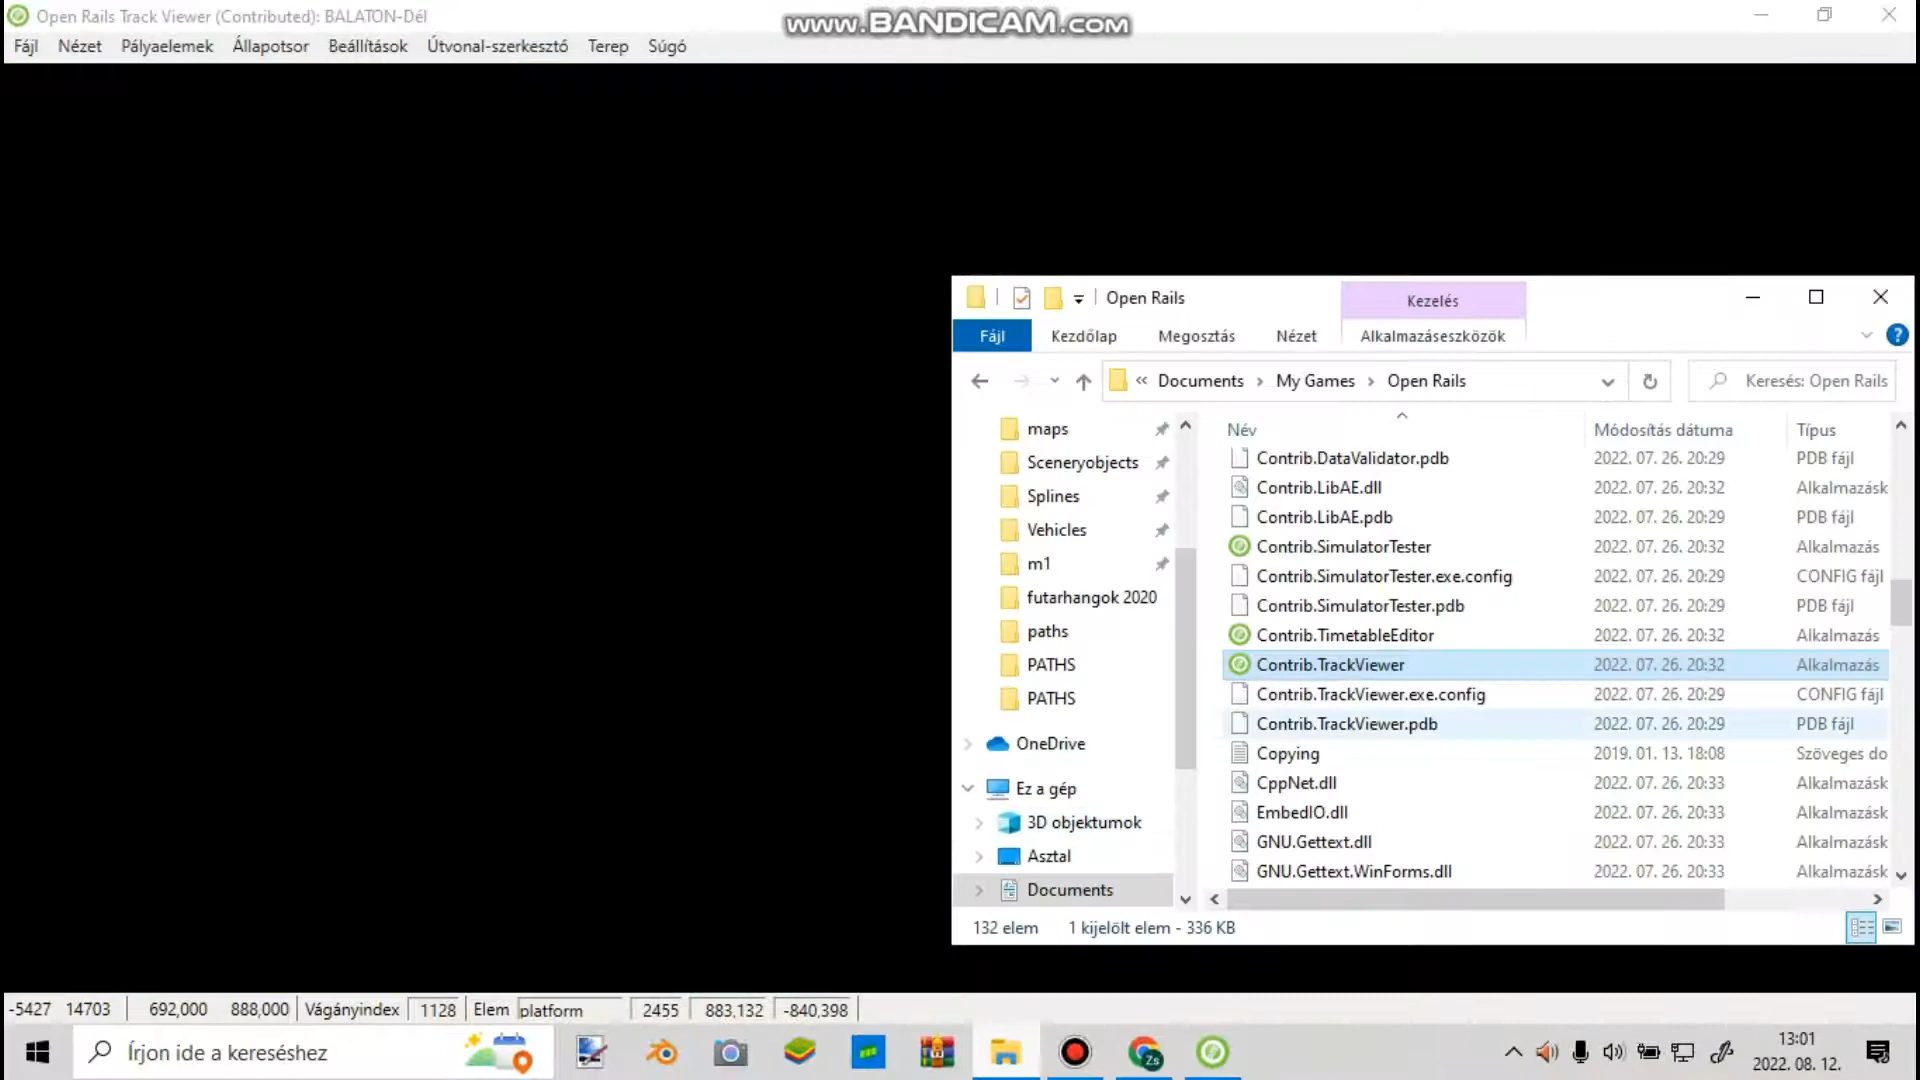 Open Rails Track Viewer (Contributed): BALATON-Dél
www.BANDICAM.com
Fájl Nézet Pályaelemek Állapotsor Beállítások Útvonal-szerkesztő Terep Súgó
Open Rails
Kezelés
Fájl Kezdőlap Megosztás Nézet Alkalmazáseszközök
« Documents > My Games > Open Rails
Keresés: Open Rails
maps
Sceneryobjects
Splines
Vehicles
m1
futarhangok 2020
paths
PATHS
PATHS
OneDrive
Ez a gép
3D objektumok
Asztal
Documents
Név Módosítás dátuma Típus
Contrib.DataValidator.pdb 2022. 07. 26. 20:29 PDB fájl
Contrib.LibAE.dll 2022. 07. 26. 20:32 Alkalmazásk
Contrib.LibAE.pdb 2022. 07. 26. 20:29 PDB fájl
Contrib.SimulatorTester 2022. 07. 26. 20:32 Alkalmazás
Contrib.SimulatorTester.exe.config 2022. 07. 26. 20:29 CONFIG fájl
Contrib.SimulatorTester.pdb 2022. 07. 26. 20:29 PDB fájl
Contrib.TimetableEditor 2022. 07. 26. 20:32 Alkalmazás
Contrib.TrackViewer 2022. 07. 26. 20:32 Alkalmazás
Contrib.TrackViewer.exe.config 2022. 07. 26. 20:29 CONFIG fájl
Contrib.TrackViewer.pdb 2022. 07. 26. 20:29 PDB fájl
Copying 2019. 01. 13. 18:08 Szöveges do
CppNet.dll 2022. 07. 26. 20:33 Alkalmazásk
EmbedIO.dll 2022. 07. 26. 20:33 Alkalmazásk
GNU.Gettext.dll 2022. 07. 26. 20:33 Alkalmazásk
GNU.Gettext.WinForms.dll 2022. 07. 26. 20:33 Alkalmazásk
132 elem 1 kijelölt elem - 336 KB
-5427 14703 692,000 888,000 Vágányindex 1128 Elem platform 2455 883,132 -840,398
Írjon ide a kereséshez
Zs
13:01
2022. 08. 12.